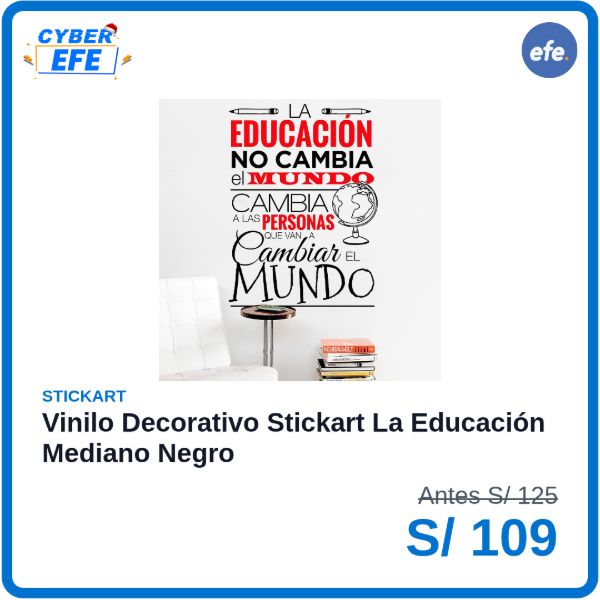 CYBER
EFE
efe.
LA
EDUCACIÓN
NO CAMBIA
el MUNDO
CAMBIA
A LAS PERSONAS
QUE VAN A
Cambiar EL
MUNDO
STICKART
Vinilo Decorativo Stickart La Educación
Mediano Negro
Antes S/ 125
S/ 109